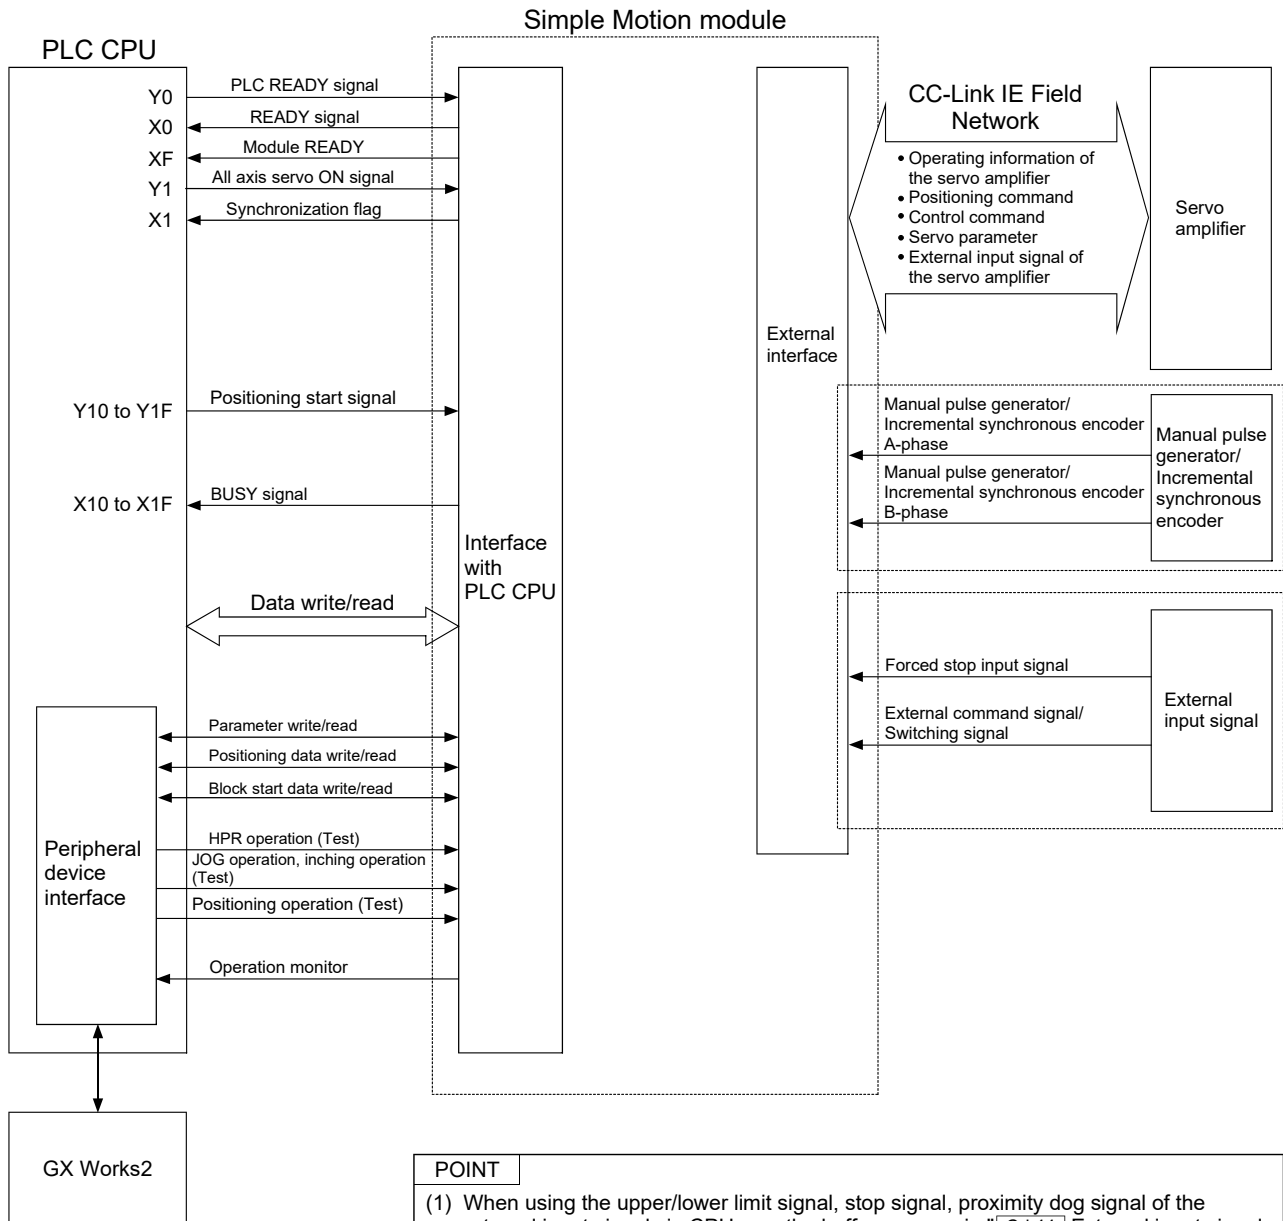 Simple Motion module
PLC CPU
Y0
PLC READY signal
X0
READY signal
XF
Module READY
Y1
All axis servo ON signal
X1
Synchronization flag
Y10 to Y1F
Positioning start signal
X10 to X1F
BUSY signal
Interface
with
PLC CPU
Data write/read
Parameter write/read
Positioning data write/read
Block start data write/read
HPR operation (Test)
JOG operation, inching operation
(Test)
Positioning operation (Test)
Operation monitor
Peripheral
device
interface
GX Works2
External
interface
CC-Link IE Field
Network
• Operating information of
the servo amplifier
• Positioning command
• Control command
• Servo parameter
• External input signal of
the servo amplifier
Servo
amplifier
Manual pulse generator/
Incremental synchronous encoder
A-phase
Manual pulse generator/
Incremental synchronous encoder
B-phase
Manual pulse
generator/
Incremental
synchronous
encoder
Forced stop input signal
External command signal/
Switching signal
External
input signal
POINT
(1) When using the upper/lower limit signal, stop signal, proximity dog signal of the